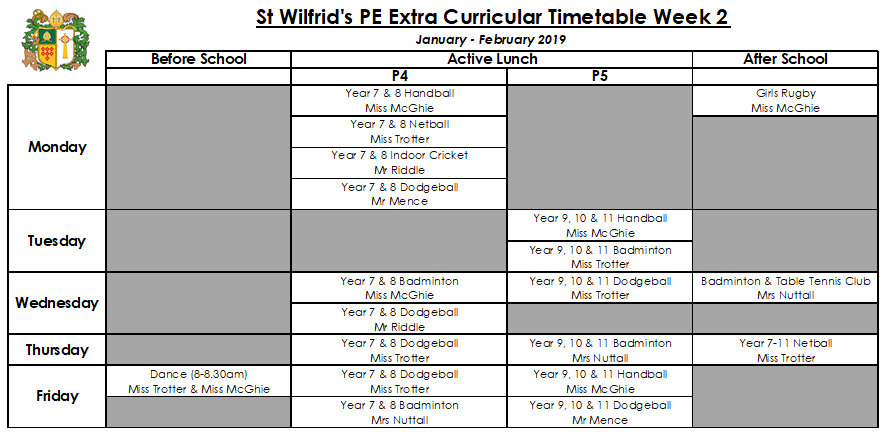 St Wilfrid's PE Extra Curricular Timetable Week 2
January - February 2019
Before School
Active Lunch
After School
P4
P5
Monday
Year 7 & 8 Handball
Miss McGhie
Year 7 & 8 Netball
Miss Trotter
Year 7 & 8 Indoor Cricket
Mr Riddle
Year 7 & 8 Dodgeball
Mr Mence
Girls Rugby
Miss McGhie
Tuesday
Year 9, 10 & 11 Handball
Miss McGhie
Year 9, 10 & 11 Badminton
Miss Trotter
Wednesday
Year 7 & 8 Badminton
Miss McGhie
Year 7 & 8 Dodgeball
Mr Riddle
Year 9, 10 & 11 Dodgeball
Miss Trotter
Badminton & Table Tennis Club
Mrs Nuttall
Thursday
Year 7 & 8 Dodgeball
Miss Trotter
Year 9, 10 & 11 Badminton
Mrs Nuttall
Year 7-11 Netball
Miss Trotter
Friday
Dance (8-8.30am)
Miss Trotter & Miss McGhie
Year 7 & 8 Dodgeball
Miss Trotter
Year 7 & 8 Badminton
Mrs Nuttall
Year 9, 10 & 11 Handball
Miss McGhie
Year 9, 10 & 11 Dodgeball
Mr Mence